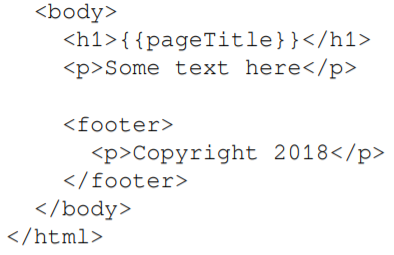 <body>
<h1>{{pageTitle}}</h1>
<p>Some text here</p>
<footer>
<p>Copyright 2018</p>
</footer>
</body>
</html>